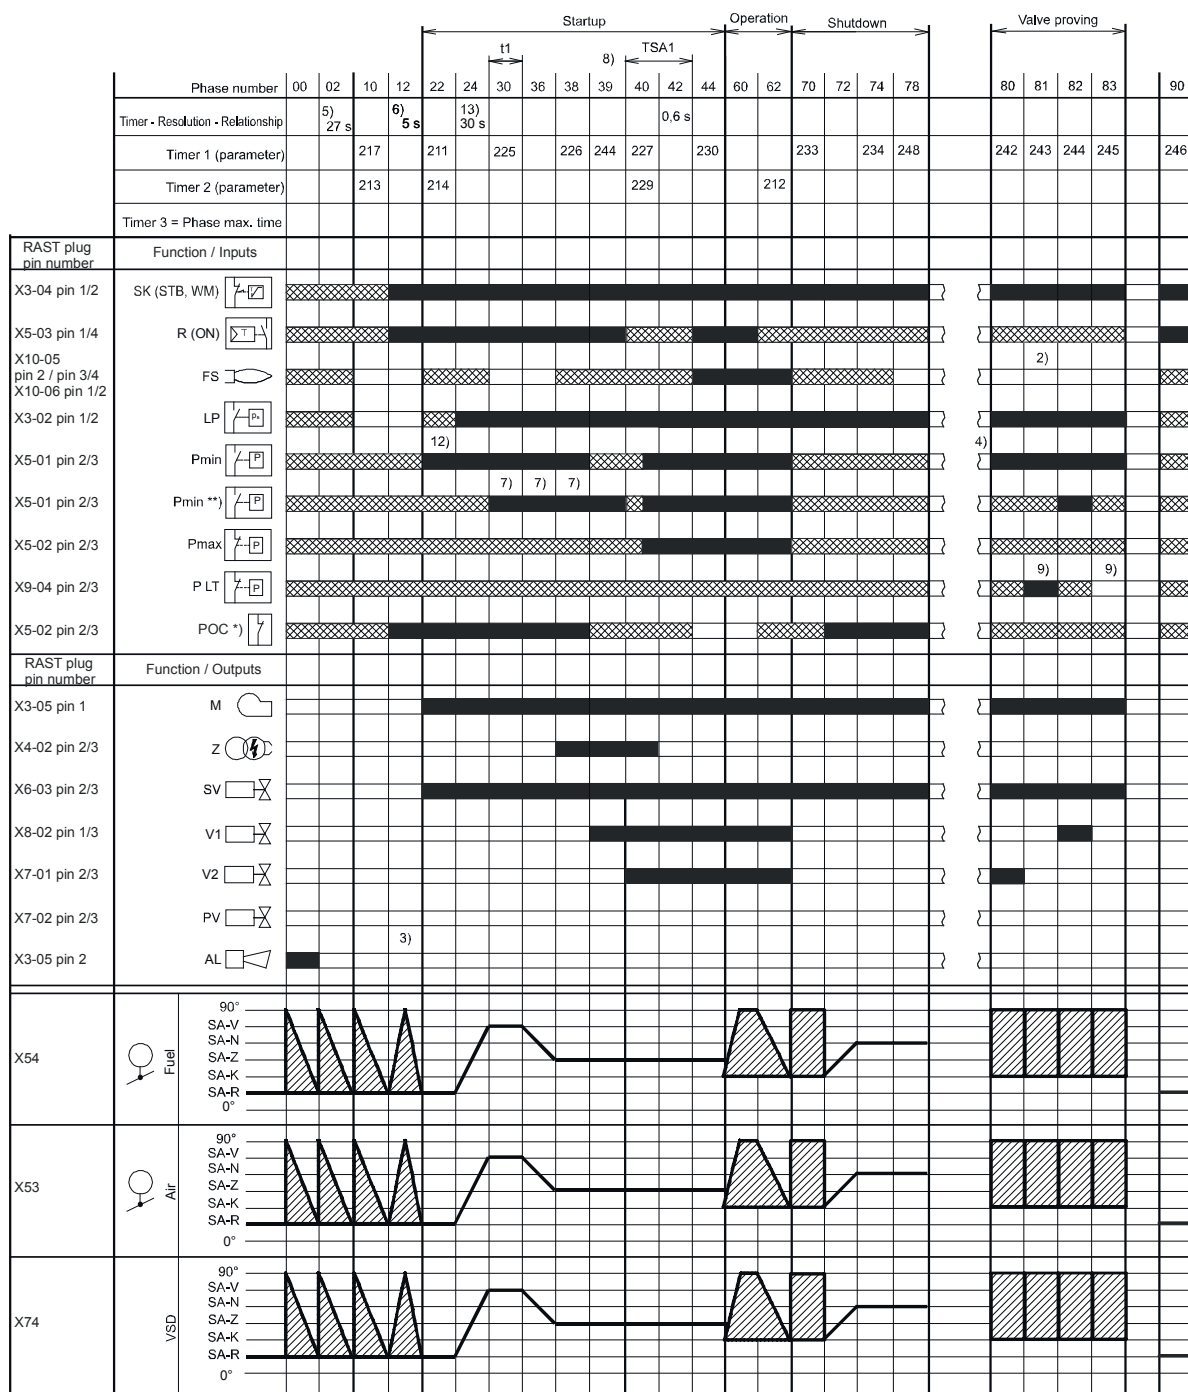 Startup Operation Shutdown Valve proving
t1 8) TSA1
Phase number 00 02 10 12 22 24 30 36 38 39 40 42 44 60 62 70 72 74 78 80 81 82 83 90
Timer - Resolution - Relationship 5) 27 s 6) 5 s 13) 30 s 0,6 s
Timer 1 (parameter) 217 211 225 226 244 227 230 233 234 248 242 243 244 245 246
Timer 2 (parameter) 213 214 229 212
Timer 3 = Phase max. time
RAST plug pin number Function / Inputs
X3-04 pin 1/2 SK (STB, WM)
X5-03 pin 1/4 R (ON) T
X10-05 pin 2 / pin 3/4 X10-06 pin 1/2 FS 2)
X3-02 pin 1/2 LP
12) 4)
X5-01 pin 2/3 Pmin P
7) 7) 7)
X5-01 pin 2/3 Pmin **) P
X5-02 pin 2/3 Pmax P
9) 9)
X9-04 pin 2/3 P LT P
X5-02 pin 2/3 POC *)
RAST plug pin number Function / Outputs
X3-05 pin 1 M
X4-02 pin 2/3 Z
X6-03 pin 2/3 SV
X8-02 pin 1/3 V1
X7-01 pin 2/3 V2
X7-02 pin 2/3 PV
3)
X3-05 pin 2 AL
X54 Fuel
90°
SA-V
SA-N
SA-Z
SA-K
SA-R
0°
X53 Air
90°
SA-V
SA-N
SA-Z
SA-K
SA-R
0°
X74 VSD
90°
SA-V
SA-N
SA-Z
SA-K
SA-R
0°